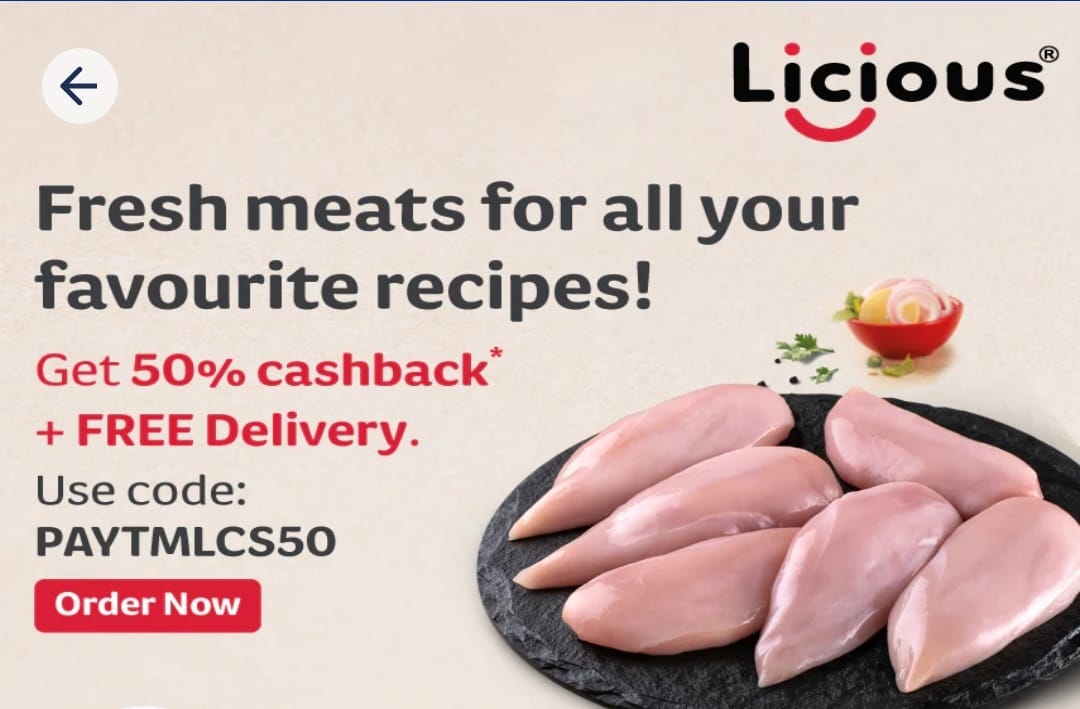 Licious®
Fresh meats for all your
favourite recipes!
Get 50% cashback*
+ FREE Delivery.
Use code:
PAYTMLCS50
Order Now